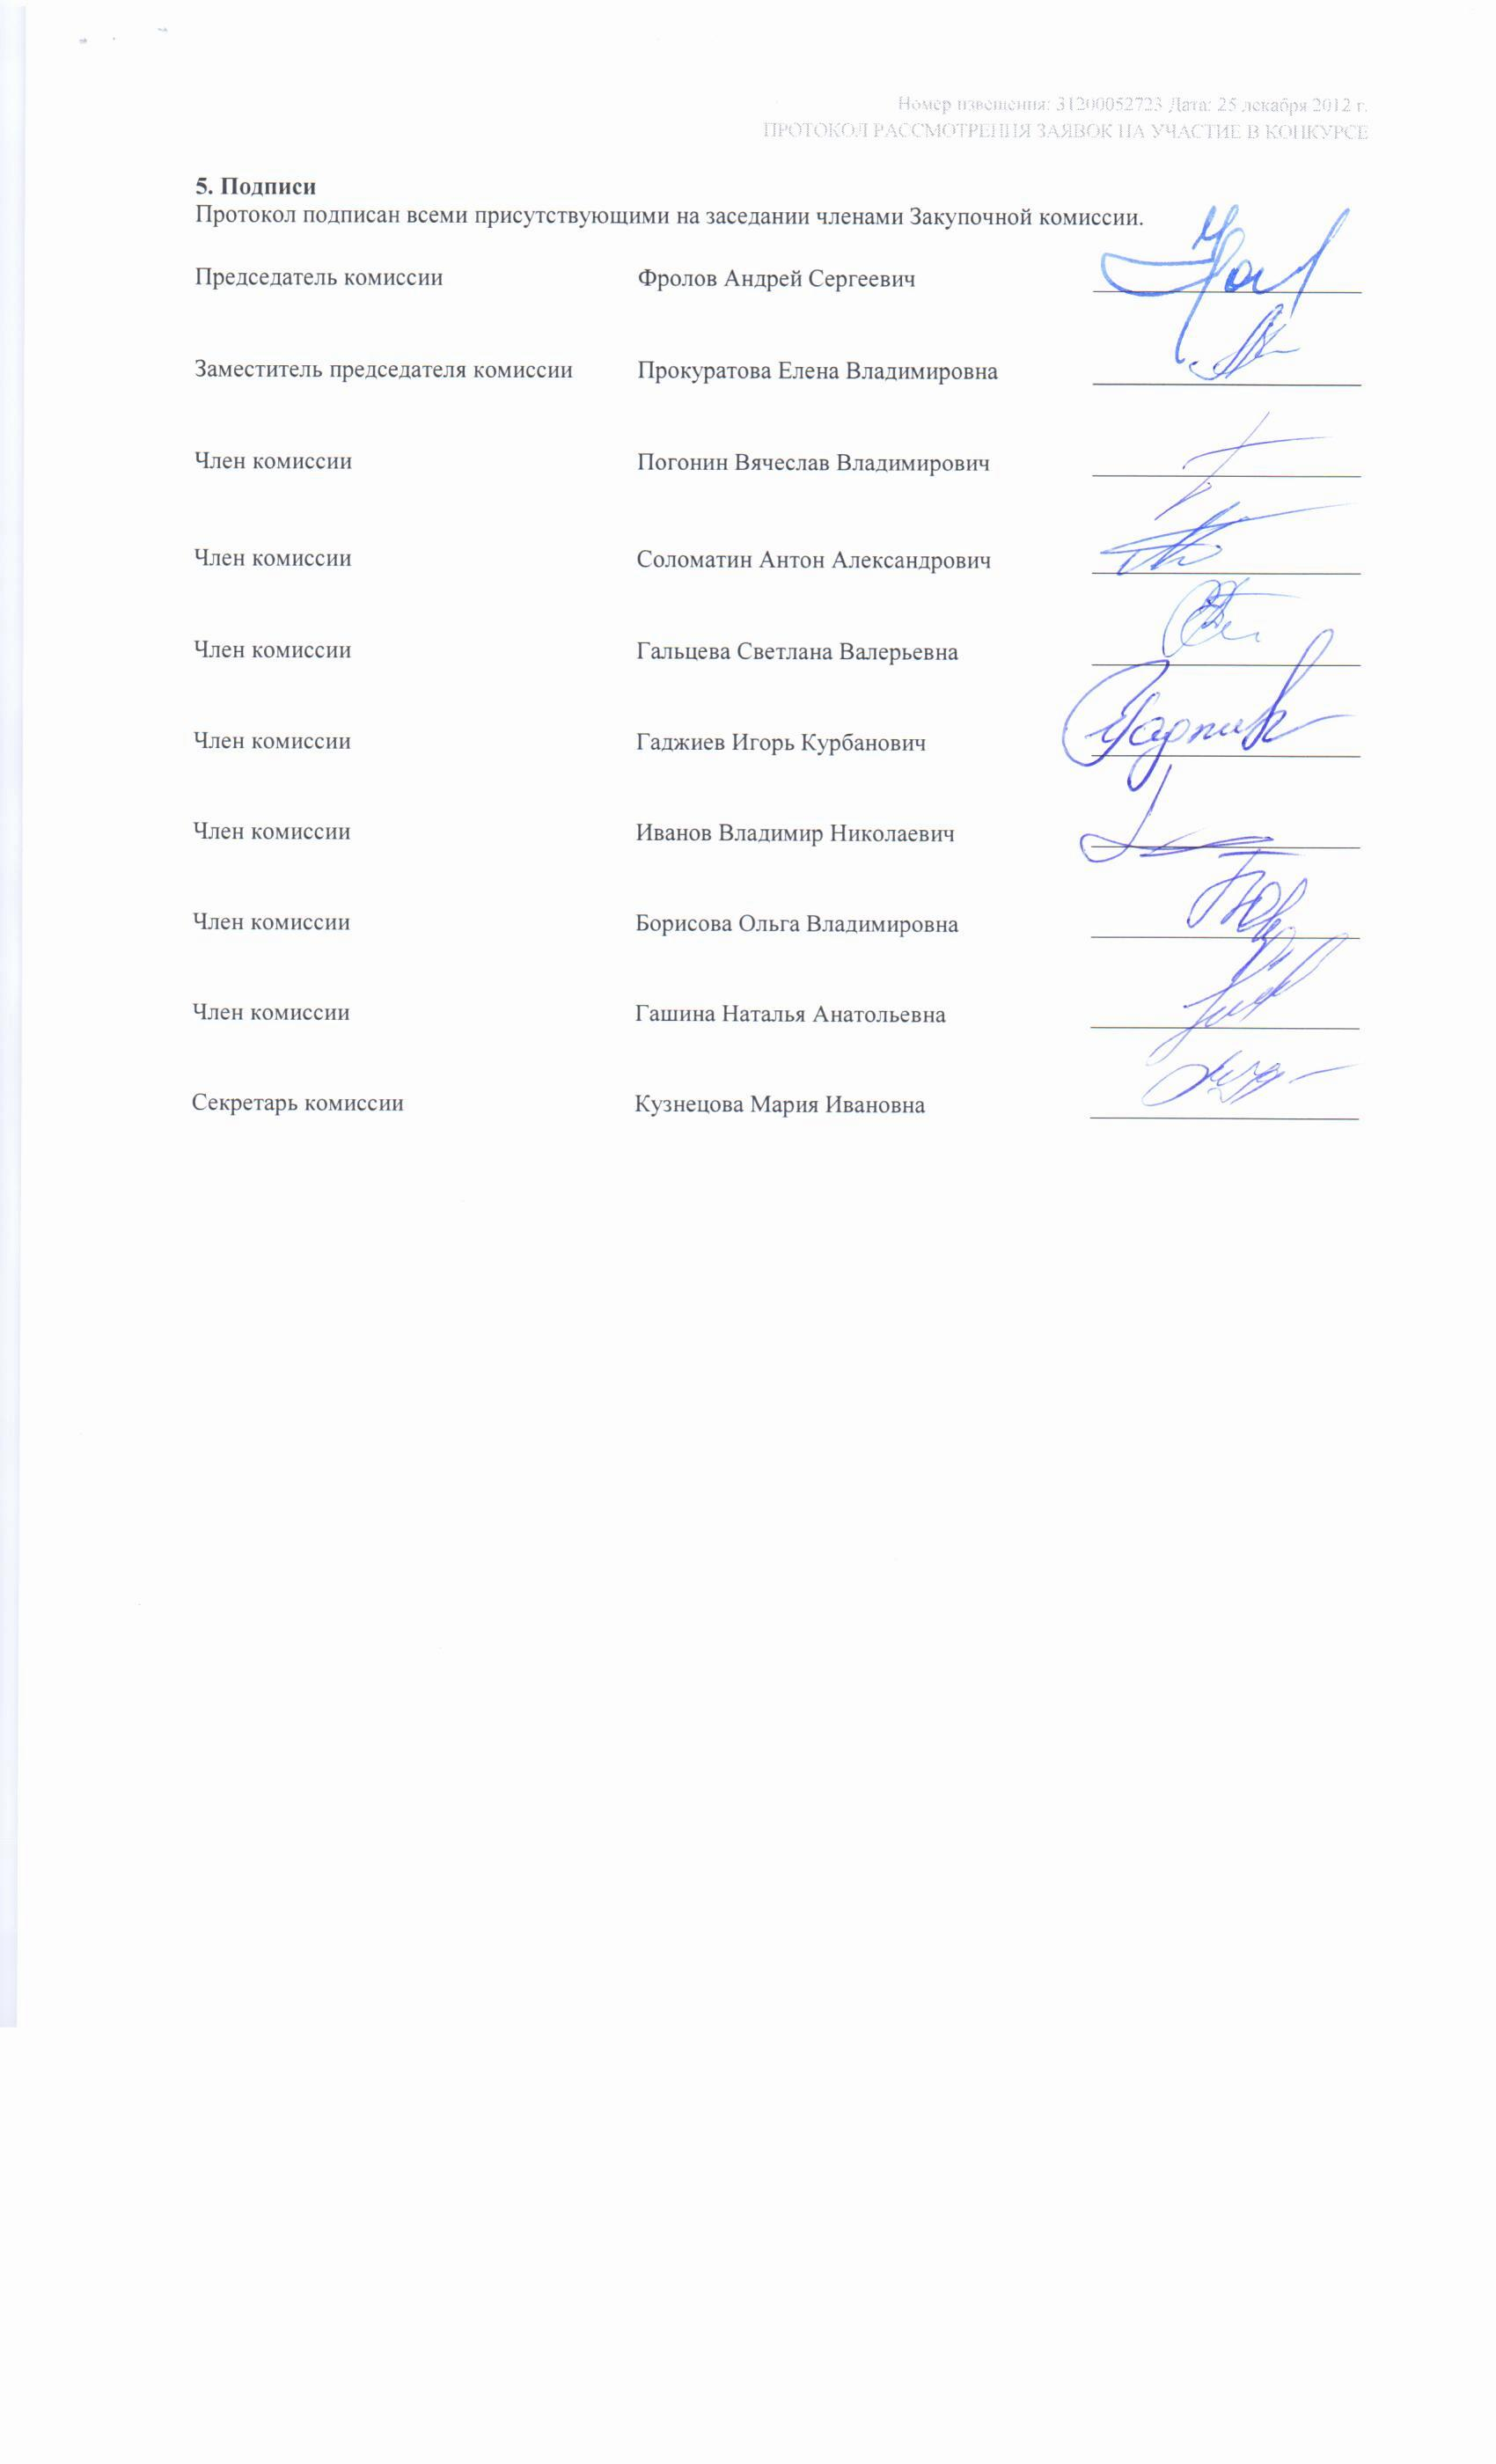 Номер извещения: 31200052723 Дата: 25 декабря 2012 г.
ПРОТОКОЛ РАССМОТРЕНИЯ ЗАЯВОК НА УЧАСТИЕ В КОНКУРСЕ
5. Подписи
Протокол подписан всеми присутствующими на заседании членами Закупочной комиссии.
Председатель комиссии Фролов Андрей Сергеевич
Заместитель председателя комиссии Прокуратова Елена Владимировна
Член комиссии Погонин Вячеслав Владимирович
Член комиссии Соломатин Антон Александрович
Член комиссии Гальцева Светлана Валерьевна
Член комиссии Гаджиев Игорь Курбанович
Член комиссии Иванов Владимир Николаевич
Член комиссии Борисова Ольга Владимировна
Член комиссии Гашина Наталья Анатольевна
Секретарь комиссии Кузнецова Мария Ивановна